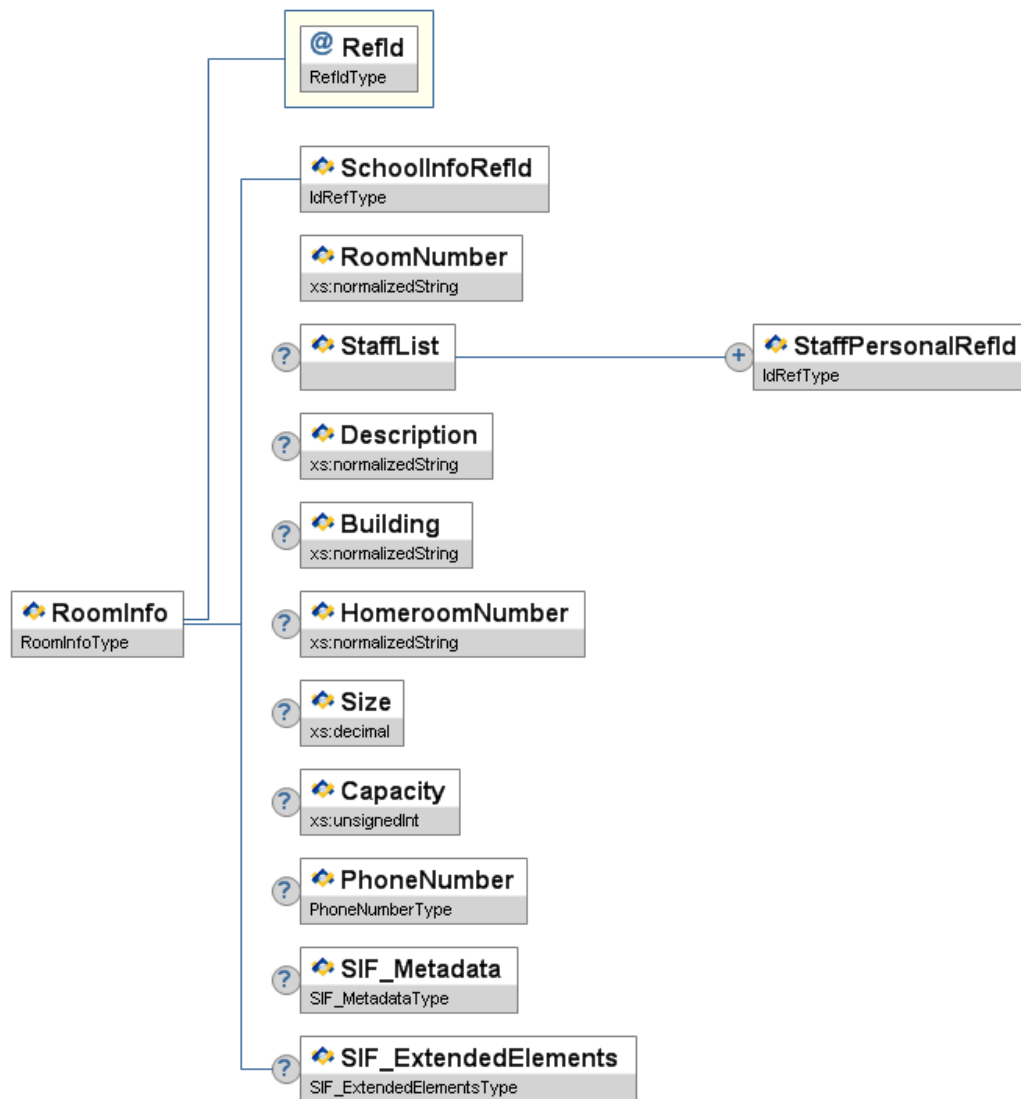 @ RefId
RefIdType
SchoolInfoRefId
IdRefType
RoomNumber
xs:normalizedString
? StaffList
+ StaffPersonalRefId
IdRefType
? Description
xs:normalizedString
? Building
xs:normalizedString
RoomInfo
RoomInfoType
? HomeroomNumber
xs:normalizedString
? Size
xs:decimal
? Capacity
xs:unsignedInt
? PhoneNumber
PhoneNumberType
? SIF_Metadata
SIF_MetadataType
? SIF_ExtendedElements
SIF_ExtendedElementsType